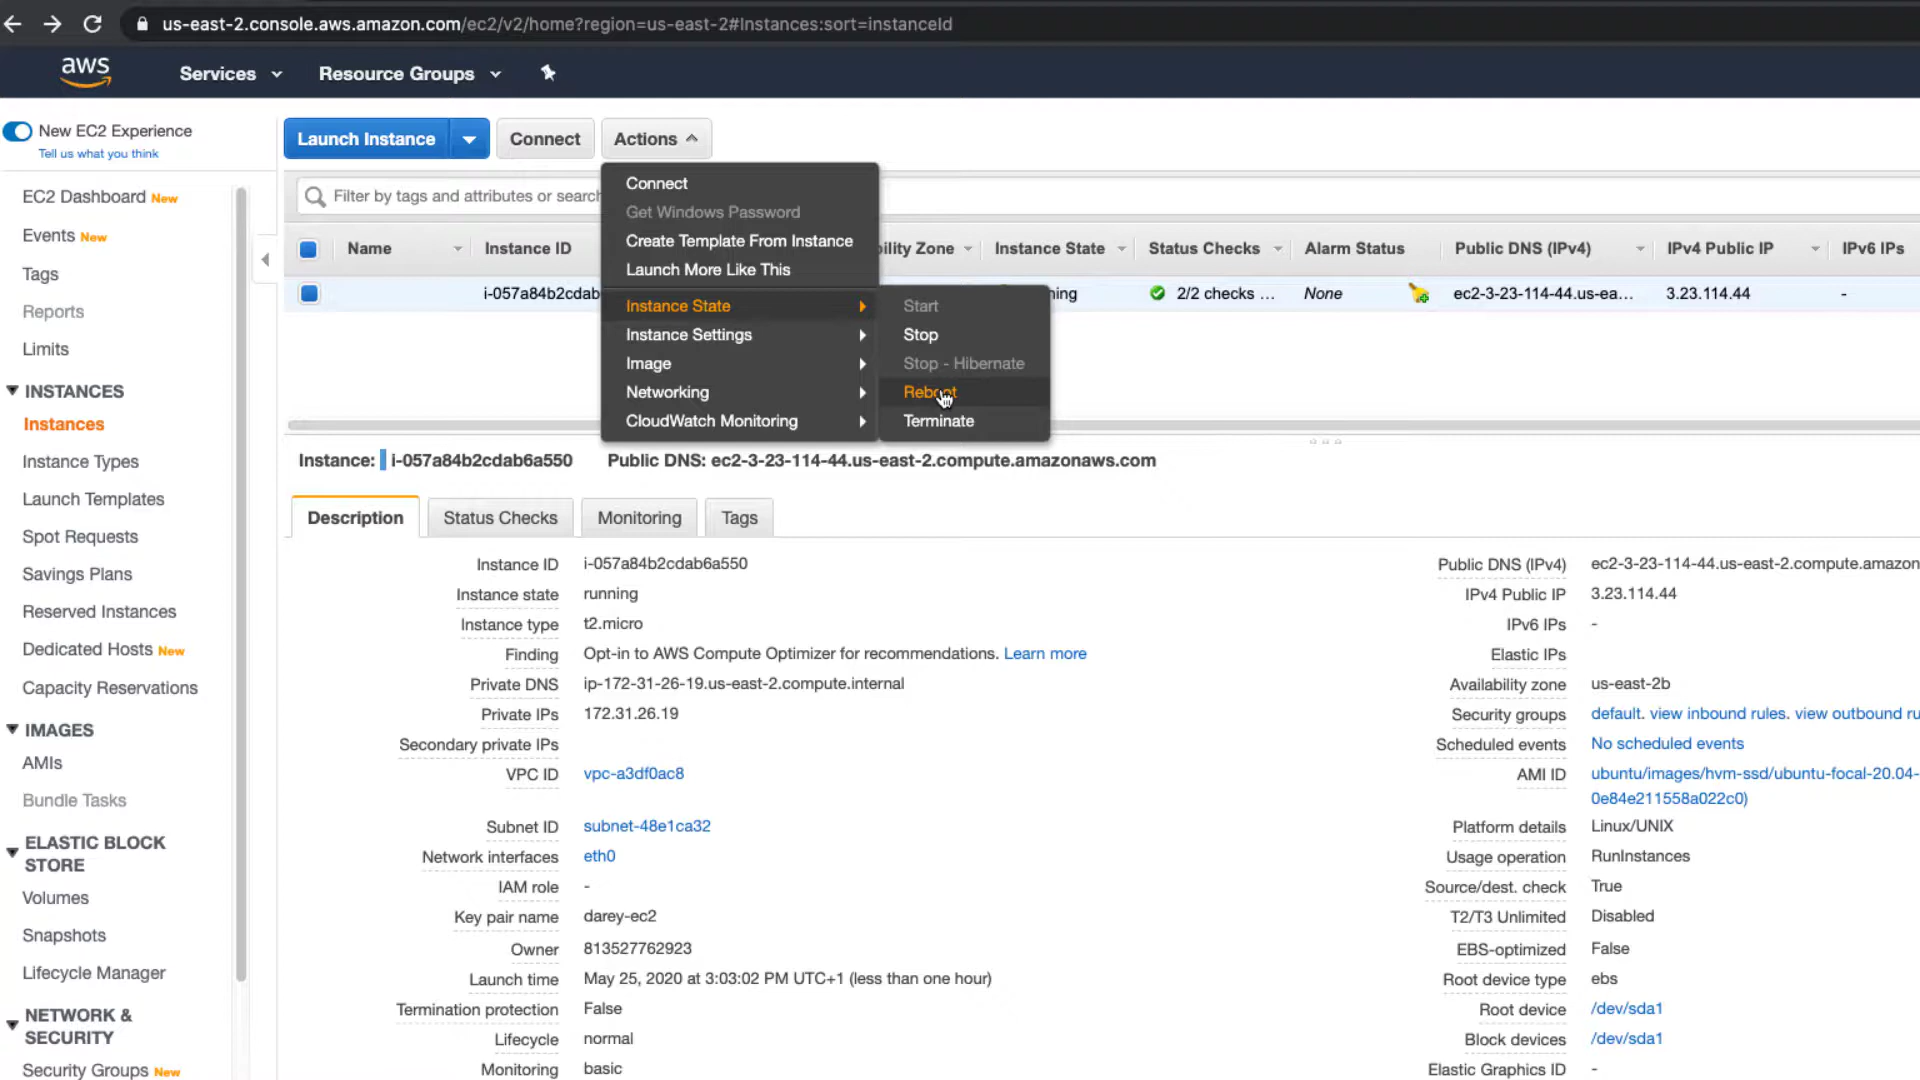 us-east-2.console.aws.amazon.com/ec2/v2/home?region=us-east-2#Instances:sort=instanceId
aws Services Resource Groups
New EC2 Experience
Tell us what you think
Launch Instance Connect Actions
EC2 Dashboard New
Events New
Tags
Reports
Limits
INSTANCES
Instances
Instance Types
Launch Templates
Spot Requests
Savings Plans
Reserved Instances
Dedicated Hosts New
Capacity Reservations
IMAGES
AMIs
Bundle Tasks
ELASTIC BLOCK
STORE
Volumes
Snapshots
Lifecycle Manager
NETWORK &
SECURITY
Security Groups New
Filter by tags and attributes or search
Connect
Get Windows Password
Create Template From Instance
Launch More Like This
Instance State
Instance Settings
Image
Networking
CloudWatch Monitoring
Start
Stop
Stop - Hibernate
Reboot
Terminate
Name Instance ID bility Zone Instance State Status Checks Alarm Status Public DNS (IPv4) IPv4 Public IP IPv6 IPs
i-057a84b2cdab ning 2/2 checks ... None ec2-3-23-114-44.us-ea... 3.23.114.44 -
Instance: i-057a84b2cdab6a550 Public DNS: ec2-3-23-114-44.us-east-2.compute.amazonaws.com
Description Status Checks Monitoring Tags
Instance ID i-057a84b2cdab6a550
Instance state running
Instance type t2.micro
Finding Opt-in to AWS Compute Optimizer for recommendations. Learn more
Private DNS ip-172-31-26-19.us-east-2.compute.internal
Private IPs 172.31.26.19
Secondary private IPs
VPC ID vpc-a3df0ac8
Subnet ID subnet-48e1ca32
Network interfaces eth0
IAM role -
Key pair name darey-ec2
Owner 813527762923
Launch time May 25, 2020 at 3:03:02 PM UTC+1 (less than one hour)
Termination protection False
Lifecycle normal
Monitoring basic
Public DNS (IPv4) ec2-3-23-114-44.us-east-2.compute.amazon
IPv4 Public IP 3.23.114.44
IPv6 IPs -
Elastic IPs
Availability zone us-east-2b
Security groups default. view inbound rules. view outbound ru
Scheduled events No scheduled events
AMI ID ubuntu/images/hvm-ssd/ubuntu-focal-20.04-
0e84e211558a022c0)
Platform details Linux/UNIX
Usage operation RunInstances
Source/dest. check True
T2/T3 Unlimited Disabled
EBS-optimized False
Root device type ebs
Root device /dev/sda1
Block devices /dev/sda1
Elastic Graphics ID -